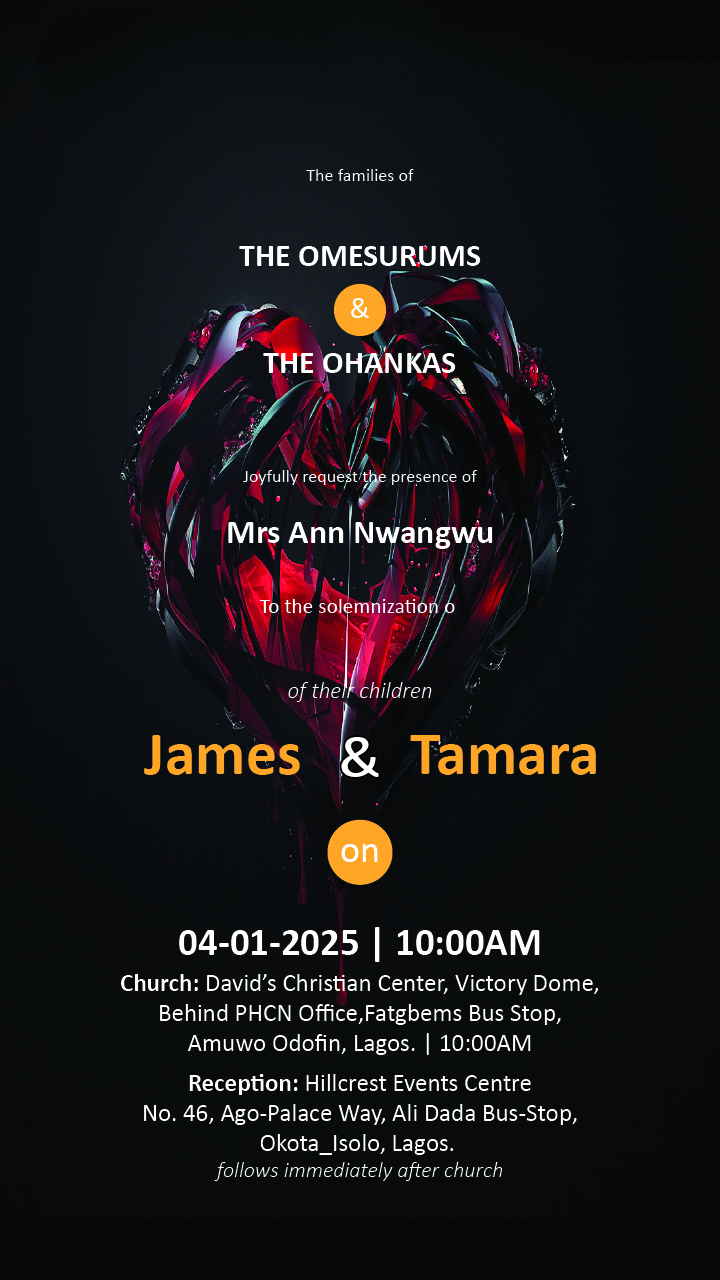 The families of
THE OMESURUMS
&
THE OHANKAS
Joyfully request the presence of
Mrs Ann Nwangwu
To the solemnization o
of their children
James & Tamara
on
04-01-2025 | 10:00AM
Church: David’s Christian Center, Victory Dome,
Behind PHCN Office,Fatgbems Bus Stop,
Amuwo Odofin, Lagos. | 10:00AM
Reception: Hillcrest Events Centre
No. 46, Ago-Palace Way, Ali Dada Bus-Stop,
Okota_Isolo, Lagos.
follows immediately after church